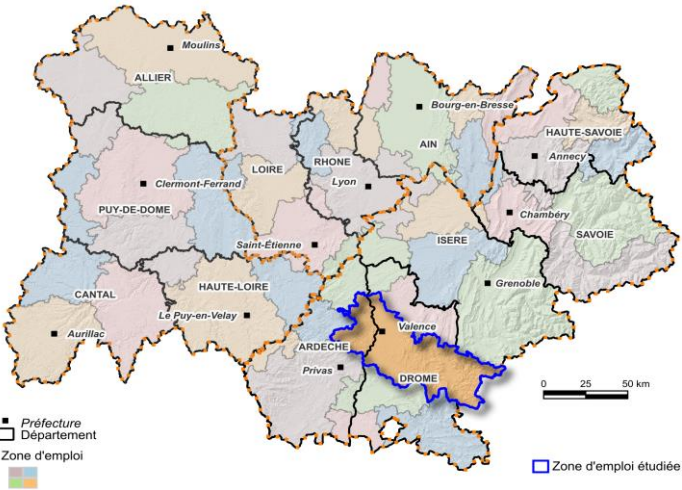 Moulins
ALLIER
Bourg-en-Bresse
HAUTE-SAVOIE
AIN
Annecy
LOIRE
RHONE
Clermont-Ferrand
Lyon
PUY-DE-DOME
Chambéry
SAVOIE
Saint-Étienne
ISERE
Grenoble
HAUTE-LOIRE
CANTAL
Le Puy-en-Velay
Aurillac
Valence
ARDECHE
Privas
DROME
0 25 50 km
Préfecture
Département
Zone d'emploi
Zone d'emploi étudiée